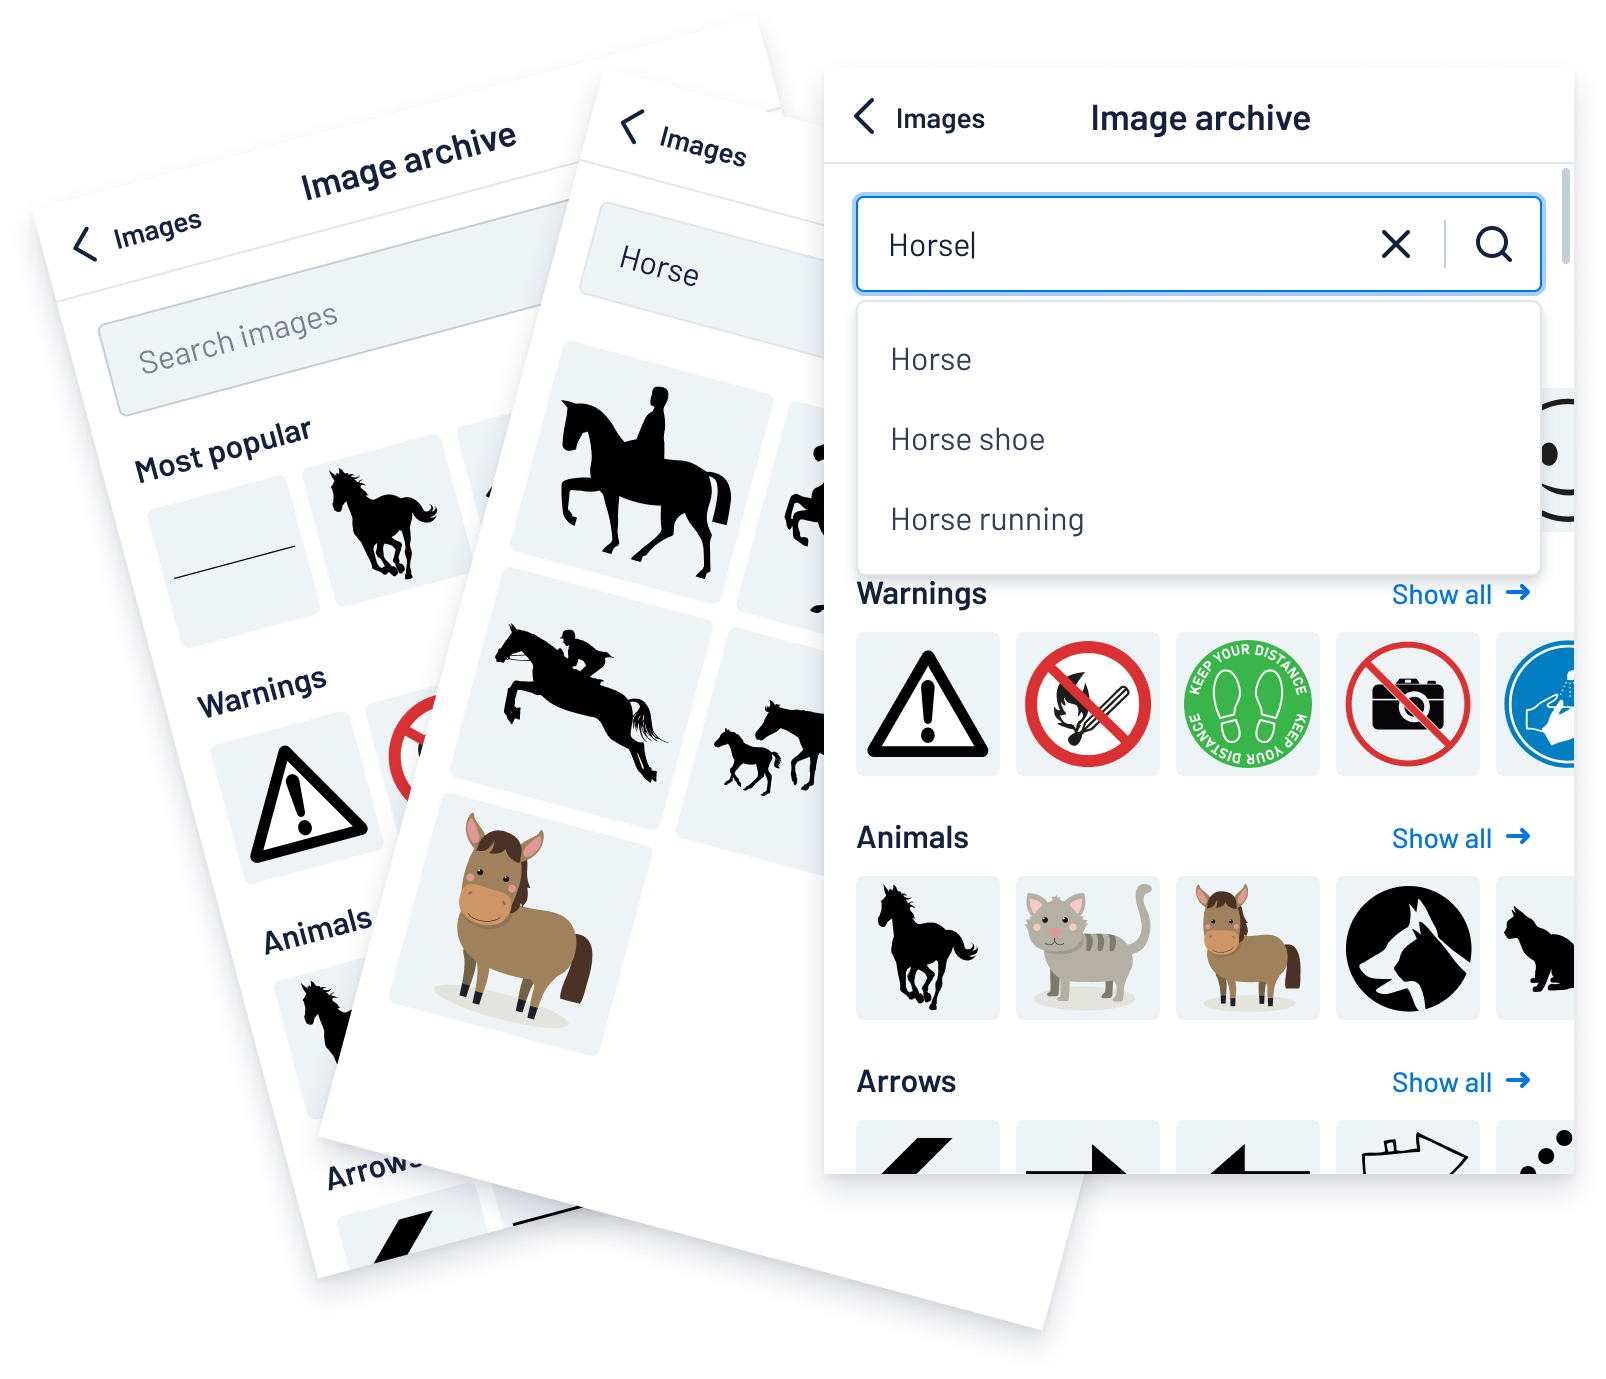 Images
Image archive
Search images
Most popular
Warnings
Animals
Arrows
Images
Horse
Images
Image archive
Horse
Horse
Horse shoe
Horse running
Warnings
Show all
KEEP YOUR DISTANCE
KEEP YOUR DISTANCE
Animals
Show all
Arrows
Show all